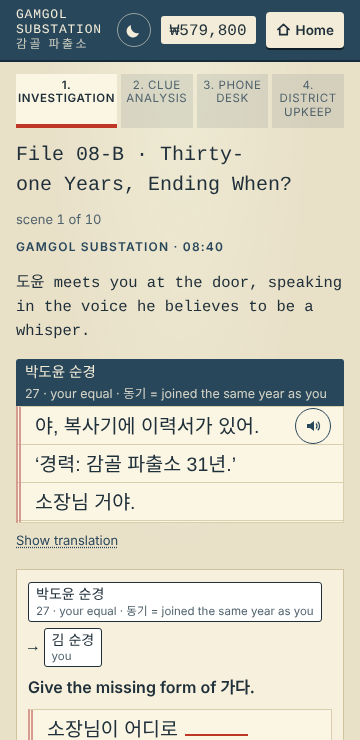 GAMGOL
SUBSTATION
감골 파출소
₩579,800
Home
1.
INVESTIGATION
2. CLUE
ANALYSIS
3. PHONE
DESK
4.
DISTRICT
UPKEEP
File 08-B · Thirty-
one Years, Ending When?
scene 1 of 10
GAMGOL SUBSTATION · 08:40
도윤 meets you at the door, speaking
in the voice he believes to be a
whisper.
박도윤 순경
27 · your equal · 동기 = joined the same year as you
야, 복사기에 이력서가 있어.
‘경력: 감골 파출소 31년.’
소장님 거야.
Show translation
박도윤 순경
27 · your equal · 동기 = joined the same year as you
→ 김 순경
you
Give the missing form of 가다.
소장님이 어디로